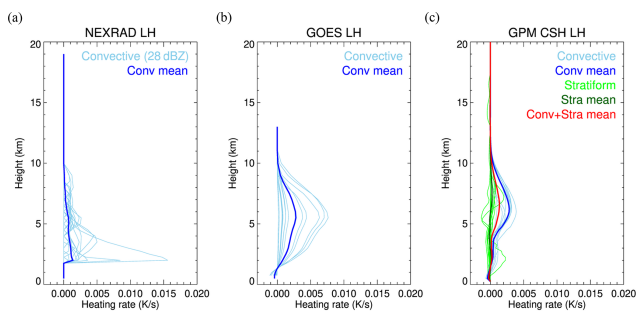 (a)
NEXRAD LH
Convective (28 dBZ)
Conv mean
Height (km)
20
15
10
5
0
0.000 0.005 0.010 0.015 0.020
Heating rate (K/s)
(b)
GOES LH
Convective
Conv mean
Height (km)
20
15
10
5
0
0.000 0.005 0.010 0.015 0.020
Heating rate (K/s)
(c)
GPM CSH LH
Convective
Conv mean
Stratiform
Stra mean
Conv+Stra mean
Height (km)
20
15
10
5
0
0.000 0.005 0.010 0.015 0.020
Heating rate (K/s)